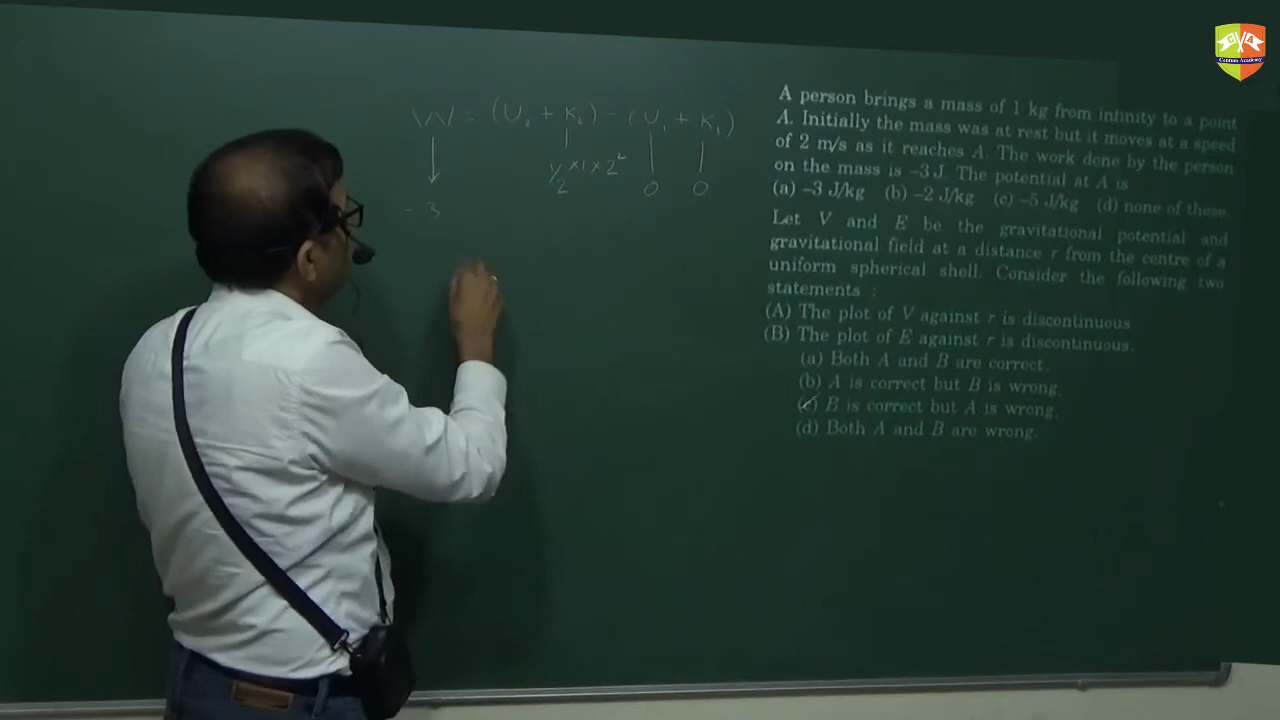 W = (U₂ + K₂) - (U₁ + K₁)
½ × 1 × 2²
0 0
- 3
A person brings a mass of 1 kg from infinity to a point
A. Initially the mass was at rest but it moves at a speed
of 2 m/s as it reaches A. The work done by the person
on the mass is –3 J. The potential at A is
(a) –3 J/kg (b) –2 J/kg (c) –5 J/kg (d) none of these
Let V and E be the gravitational potential and
gravitational field at a distance r from the centre of a
uniform spherical shell. Consider the following two
statements :
(A) The plot of V against r is discontinuous
(B) The plot of E against r is discontinuous.
(a) Both A and B are correct.
(b) A is correct but B is wrong.
(c) B is correct but A is wrong.
(d) Both A and B are wrong.
C A
Contun Academy